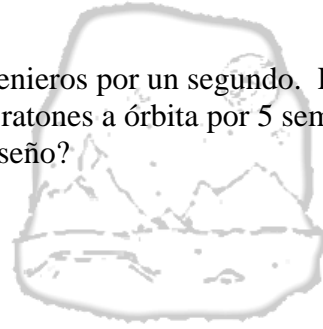 enieros por un segundo.
ratones a órbita por 5 sem
seño?